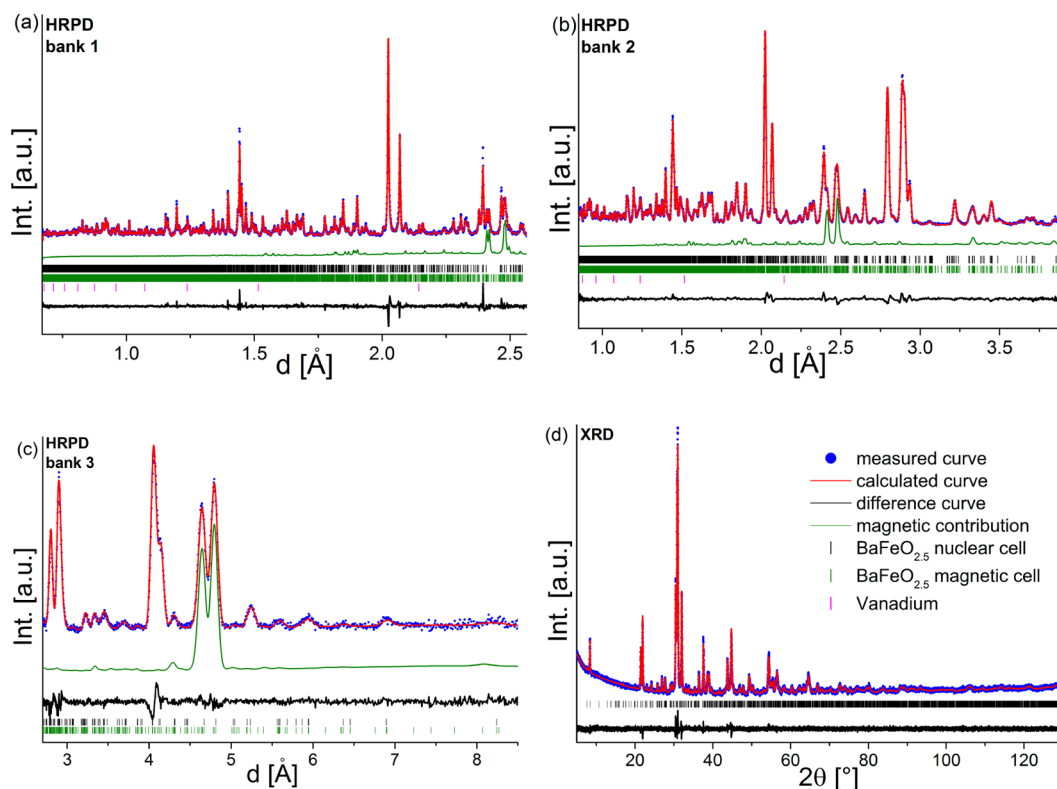 (a)
HRPD
bank 1
Int. [a.u.]
1.0 1.5 2.0 2.5
d [Å]
(b)
HRPD
bank 2
Int. [a.u.]
1.0 1.5 2.0 2.5 3.0 3.5
d [Å]
(c)
HRPD
bank 3
Int. [a.u.]
3 4 5 6 7 8
d [Å]
(d)
XRD
measured curve
calculated curve
difference curve
magnetic contribution
BaFeO₂.₅ nuclear cell
BaFeO₂.₅ magnetic cell
Vanadium
Int. [a.u.]
20 40 60 80 100 120
2θ [°]